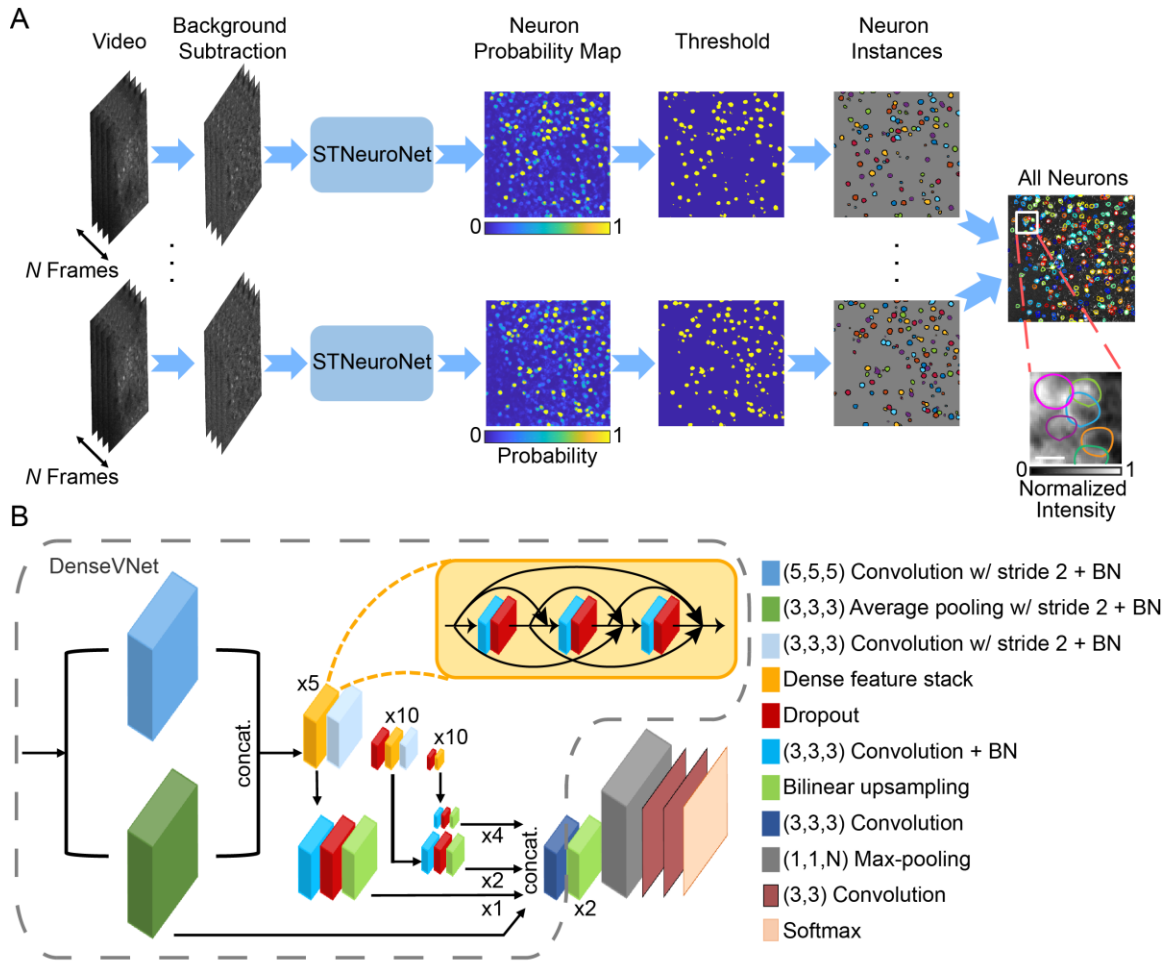 A
Video
Background
Subtraction
Neuron
Probability Map
Threshold
Neuron
Instances
STNeuroNet
0 1
N Frames
All Neurons
STNeuroNet
0 1
Probability
N Frames
0 1
Normalized
Intensity
B
DenseVNet
concat.
x5
x10
x10
x4
x2
x1
concat.
x2
(5,5,5) Convolution w/ stride 2 + BN
(3,3,3) Average pooling w/ stride 2 + BN
(3,3,3) Convolution w/ stride 2 + BN
Dense feature stack
Dropout
(3,3,3) Convolution + BN
Bilinear upsampling
(3,3,3) Convolution
(1,1,N) Max-pooling
(3,3) Convolution
Softmax